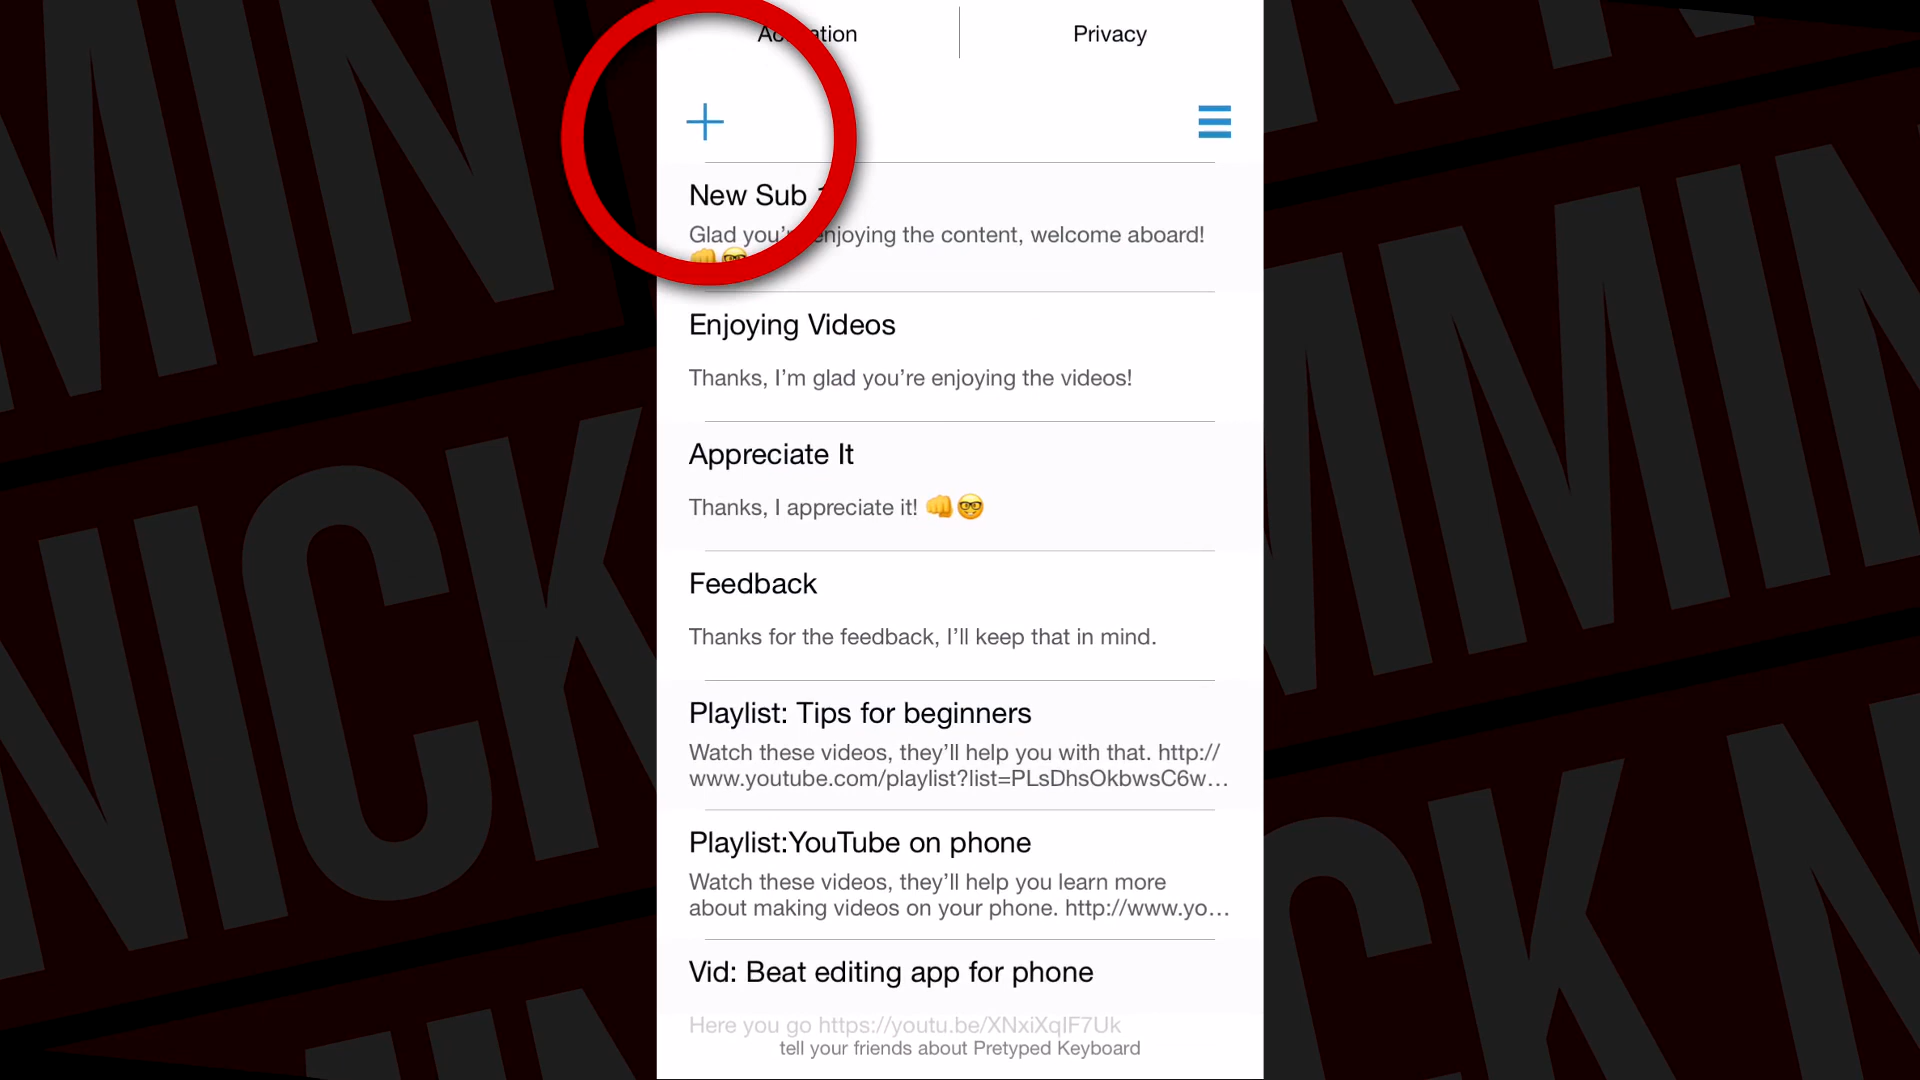 Privacy
New Sub
Glad you're enjoying the content, welcome aboard!
👊🤓
Enjoying Videos
Thanks, I’m glad you’re enjoying the videos!
Appreciate It
Thanks, I appreciate it! 👊🤓
Feedback
Thanks for the feedback, I’ll keep that in mind.
Playlist: Tips for beginners
Watch these videos, they’ll help you with that. http://
www.youtube.com/playlist?list=PLsDhsOkbwsC6w…
Playlist:YouTube on phone
Watch these videos, they’ll help you learn more
about making videos on your phone. http://www.yo…
Vid: Beat editing app for phone
Here you go https://youtu.be/XNxiXqIF7Uk
tell your friends about Pretyped Keyboard
NICK